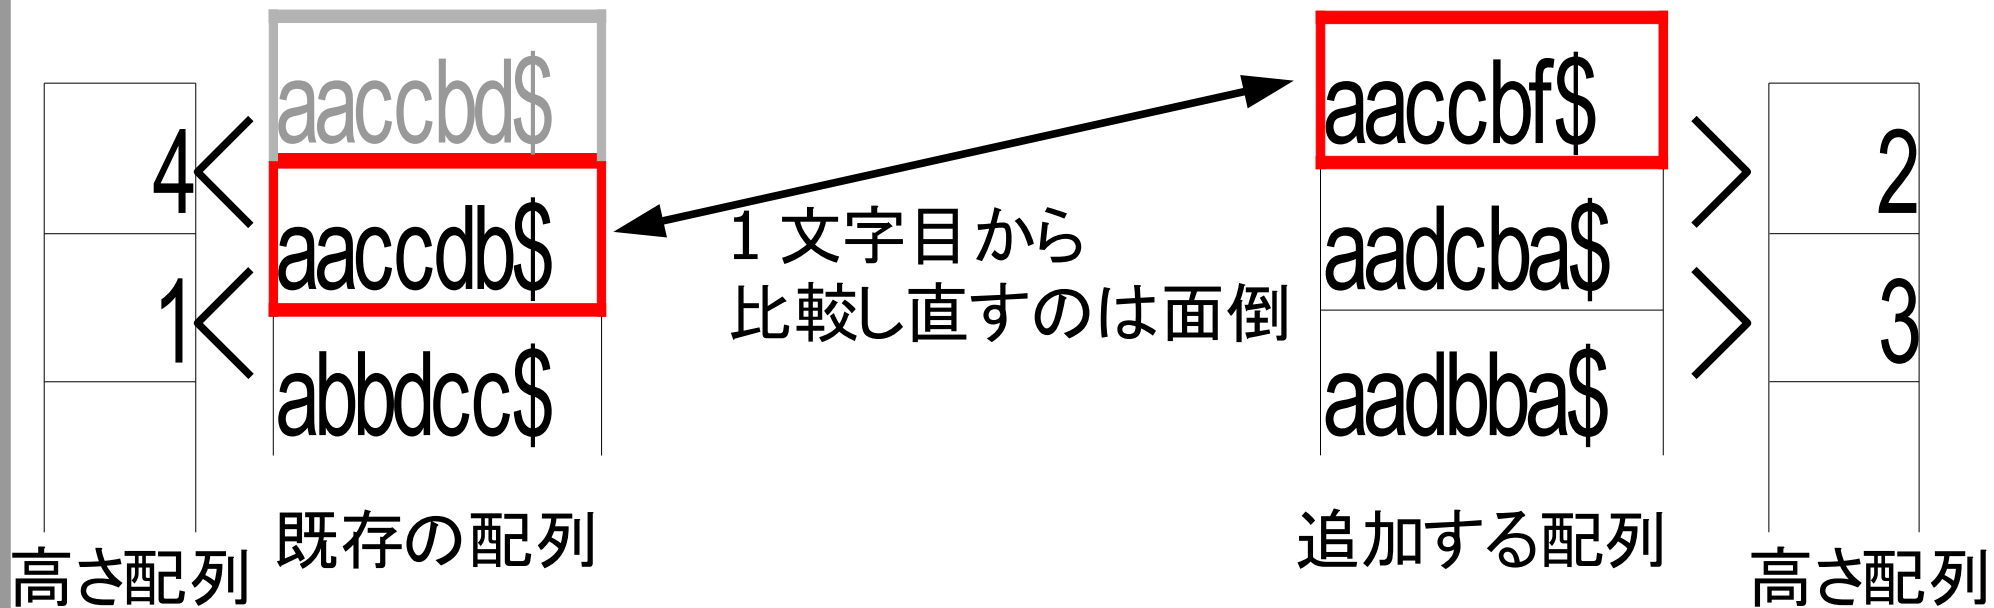 aaccbd$
aaccdb$
abbdcc$
4
1
高さ配列
既存の配列
1文字目から
比較し直すのは面倒
aaccbf$
aadcba$
aadbba$
2
3
追加する配列
高さ配列